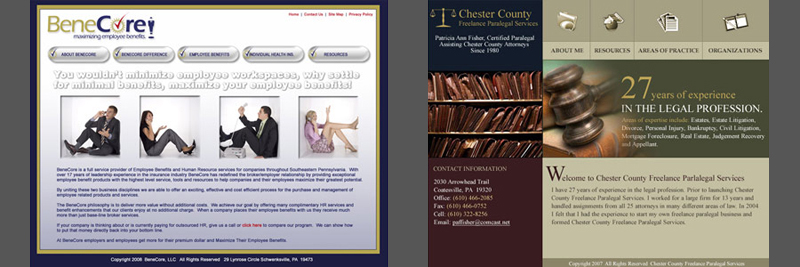 BeneCore!
maximizing employee benefits.
Home | Contact Us | Site Map | Privacy Policy
ABOUT BENECORE
BENECORE DIFFERENCE
EMPLOYEE BENEFITS
INDIVIDUAL HEALTH INS.
RESOURCES
You wouldn't minimize employee workspaces, why settle
for minimal benefits, maximize your employee benefits!
BeneCore is a full service provider of Employee Benefits and Human Resource services for companies throughout Southeastern Pennsylvania. With
over 17 years of leadership experience in the insurance industry BeneCore has redefined the broker/employer relationship by providing exceptional
employee benefit products with the highest level service, tools and resources to help companies and their employees maximize their greatest potential.
By uniting these two business disciplines we are able to offer an exciting, effective and cost efficient process for the purchase and management of
employee related products and services.
The BeneCore philosophy is to deliver more value without additional costs. We achieve our goal by offering many complimentary HR services and
benefit enhancements that our clients enjoy at no additional charge. When a company places their employee benefits with us they receive much
more than just base-line broker services.
If your company is thinking about or is currently paying for outsourced HR, give us a call or click here to compare our program. We can show how
to put that money directly back into your bottom line.
At BeneCore employers and employees get more for their premium dollar and Maximize Their Employee Benefits.
Copyright 2009 BeneCore, LLC All Rights Reserved 29 Lynrose Circle Schwenksville, PA 19473
Chester County
Freelance Paralegal Services
Patricia Ann Fisher, Certified Paralegal
Assisting Chester County Attorneys
Since 1980
ABOUT ME
RESOURCES
AREAS OF PRACTICE
ORGANIZATIONS
27 years of experience
IN THE LEGAL PROFESSION.
Areas of expertise include: Estates, Estate Litigation,
Divorce, Personal Injury, Bankruptcy, Civil Litigation,
Mortgage Foreclosure, Real Estate, Judgement Recovery
and Appellant.
CONTACT INFORMATION
2030 Arrowhead Trail
Coatesville, PA 19320
Office: (610) 466-2085
Fax: (610) 466-0752
Cell: (610) 322-8256
Email: paffisher@comcast.net
Welcome to Chester County Freelance Parlalegal Services
I have 27 years of experience in the legal profession. Prior to launching Chester
County Freelance Paralegal Services. I worked for a large firm for 13 years and
handled assignments from all 25 attorneys in many different areas of law. In 2004
I felt that I had the experience to start my own freelance paralegal business and
formed Chester County Freelance Paralegal Services.
Copyright 2007 All Rights Reserved. Chester County Freelance Paralegal Services